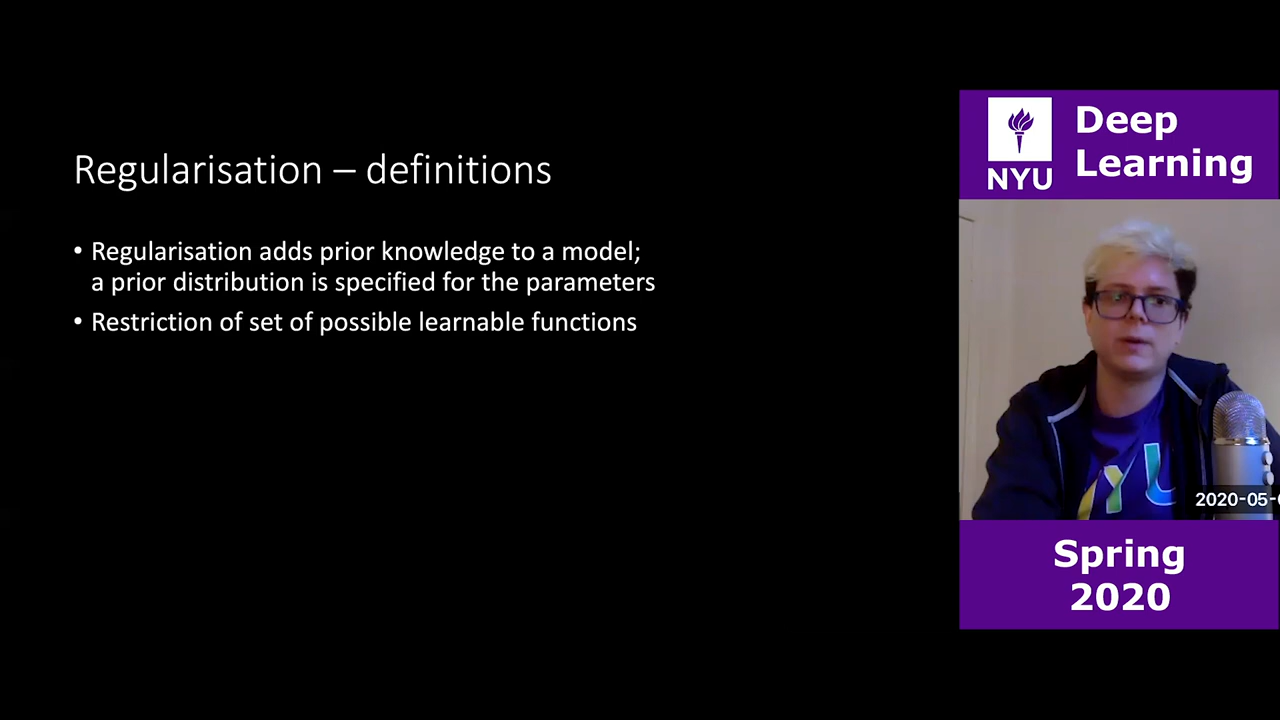 Regularisation – definitions
• Regularisation adds prior knowledge to a model;
a prior distribution is specified for the parameters
• Restriction of set of possible learnable functions
NYU
Deep
Learning
NYU
2020-05-
Spring
2020